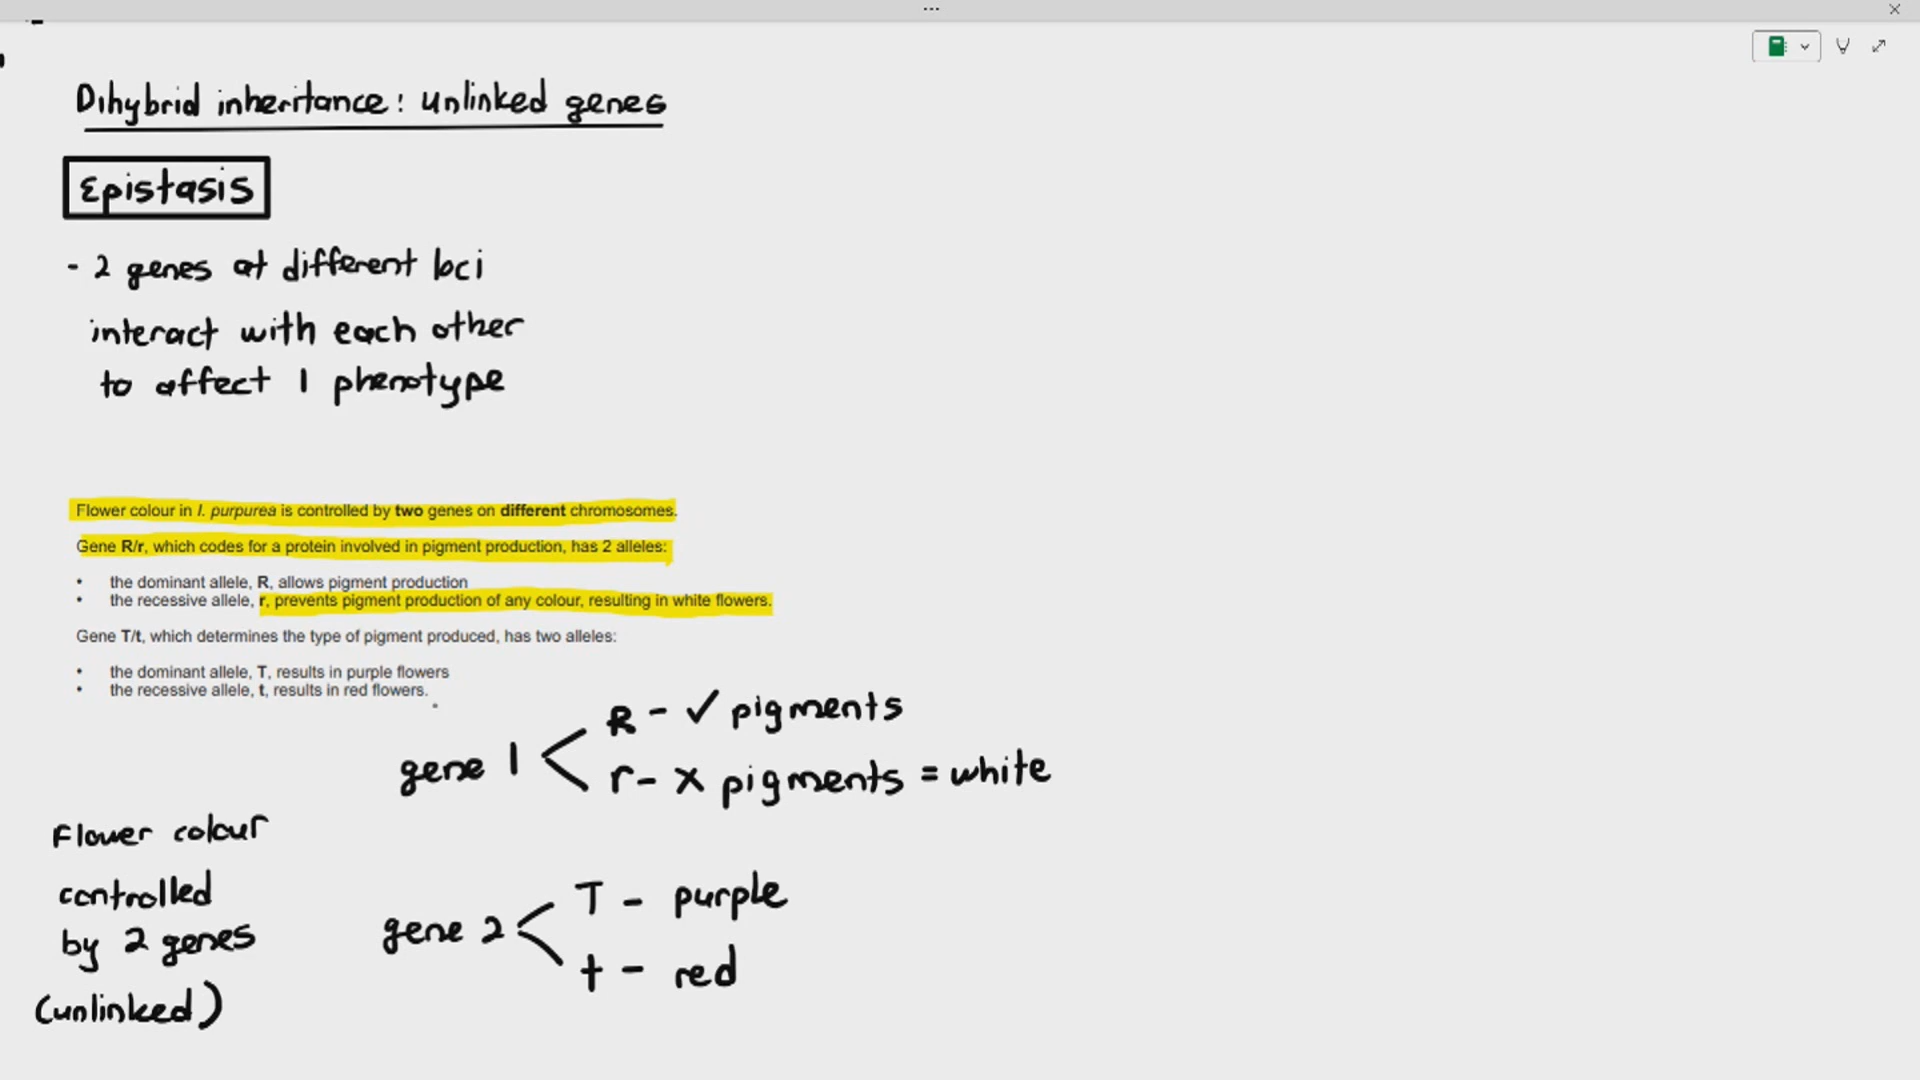 Dihybrid inheritance: unlinked genes
Epistasis
- 2 genes at different loci
interact with each other
to affect 1 phenotype
Flower colour in I. purpurea is controlled by two genes on different chromosomes.
Gene R/r, which codes for a protein involved in pigment production, has 2 alleles:
• the dominant allele, R, allows pigment production
• the recessive allele, r, prevents pigment production of any colour, resulting in white flowers.
Gene T/t, which determines the type of pigment produced, has two alleles:
• the dominant allele, T, results in purple flowers
• the recessive allele, t, results in red flowers.
gene 1 < R - ✓ pigments
r - x pigments = white
Flower colour
controlled
by 2 genes
(unlinked)
gene 2 < T - purple
t - red